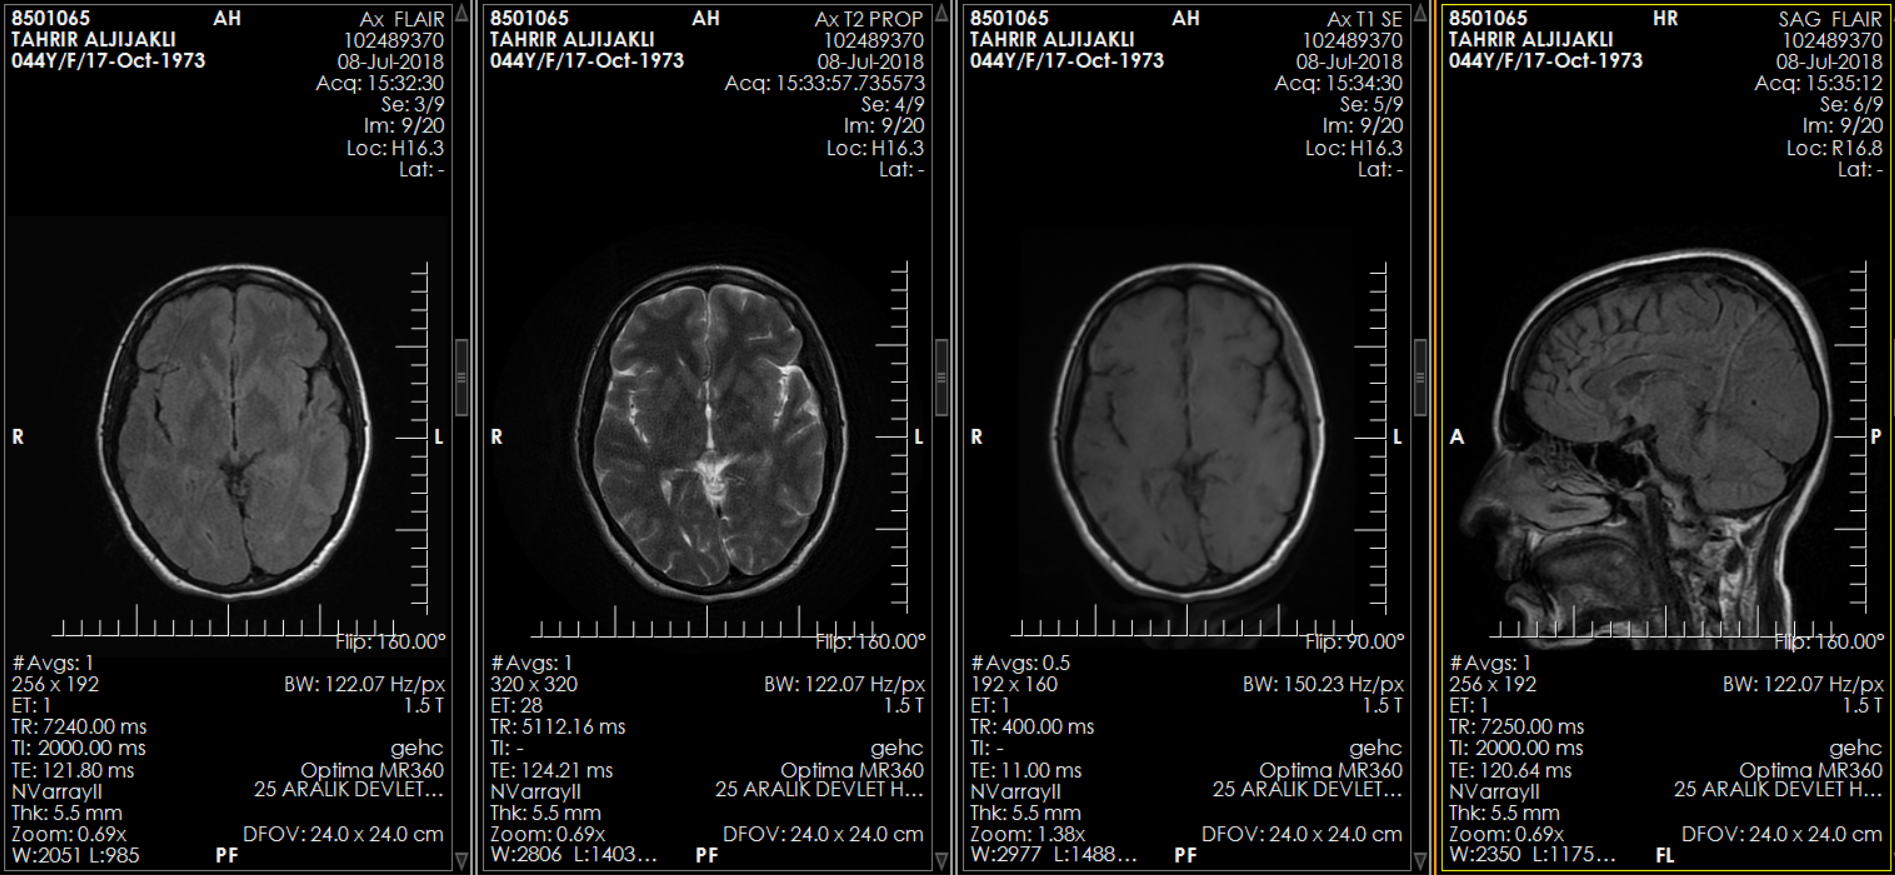 8501065 AH Ax FLAIR
TAHRIR ALJIJAKLI 102489370
044Y/F/17-Oct-1973 08-Jul-2018
Acq: 15:32:30
Se: 3/9
Im: 9/20
Loc: H16.3
Lat: -
R L
Flip: 160.00°
#Avgs: 1
256 x 192 BW: 122.07 Hz/px
ET: 1 1.5 T
TR: 7240.00 ms
TI: 2000.00 ms gehc
TE: 121.80 ms Optima MR360
NVarrayII 25 ARALIK DEVLET...
Thk: 5.5 mm
Zoom: 0.69x DFOV: 24.0 x 24.0 cm
W:2051 L:985 PF
8501065 AH Ax T2 PROP
TAHRIR ALJIJAKLI 102489370
044Y/F/17-Oct-1973 08-Jul-2018
Acq: 15:33:57.735573
Se: 4/9
Im: 9/20
Loc: H16.3
Lat: -
R L
Flip: 160.00°
#Avgs: 1
320 x 320 BW: 122.07 Hz/px
ET: 28 1.5 T
TR: 5112.16 ms
TI: - gehc
TE: 124.21 ms Optima MR360
NVarrayII 25 ARALIK DEVLET H...
Thk: 5.5 mm
Zoom: 0.69x DFOV: 24.0 x 24.0 cm
W:2806 L:1403... PF
8501065 AH Ax T1 SE
TAHRIR ALJIJAKLI 102489370
044Y/F/17-Oct-1973 08-Jul-2018
Acq: 15:34:30
Se: 5/9
Im: 9/20
Loc: H16.3
Lat: -
R L
Flip: 90.00°
#Avgs: 0.5
192 x 160 BW: 150.23 Hz/px
ET: 1 1.5 T
TR: 400.00 ms
TI: - gehc
TE: 11.00 ms Optima MR360
NVarrayII 25 ARALIK DEVLET...
Thk: 5.5 mm
Zoom: 1.38x DFOV: 24.0 x 24.0 cm
W:2977 L:1488... PF
8501065 HR SAG FLAIR
TAHRIR ALJIJAKLI 102489370
044Y/F/17-Oct-1973 08-Jul-2018
Acq: 15:35:12
Se: 6/9
Im: 9/20
Loc: R16.8
Lat: -
A P
Flip: 160.00°
#Avgs: 1
256 x 192 BW: 122.07 Hz/px
ET: 1 1.5 T
TR: 7250.00 ms
TI: 2000.00 ms gehc
TE: 120.64 ms Optima MR360
NVarrayII 25 ARALIK DEVLET H...
Thk: 5.5 mm
Zoom: 0.69x DFOV: 24.0 x 24.0 cm
W:2350 L:1175... FL